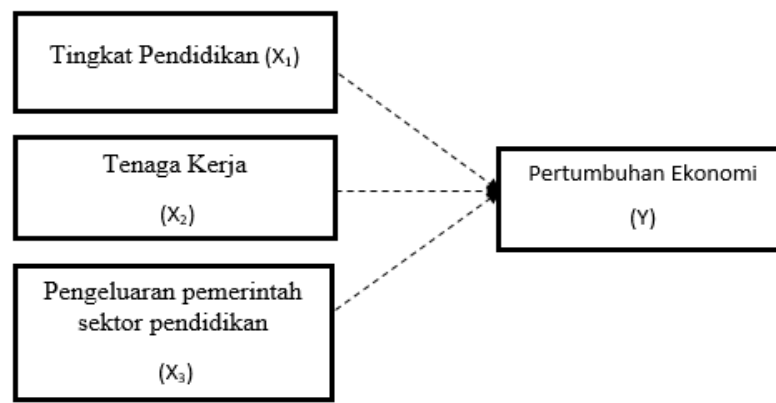 Tingkat Pendidikan (X₁)
Tenaga Kerja
(X₂)
Pengeluaran pemerintah
sektor pendidikan
(X₃)
Pertumbuhan Ekonomi
(Y)